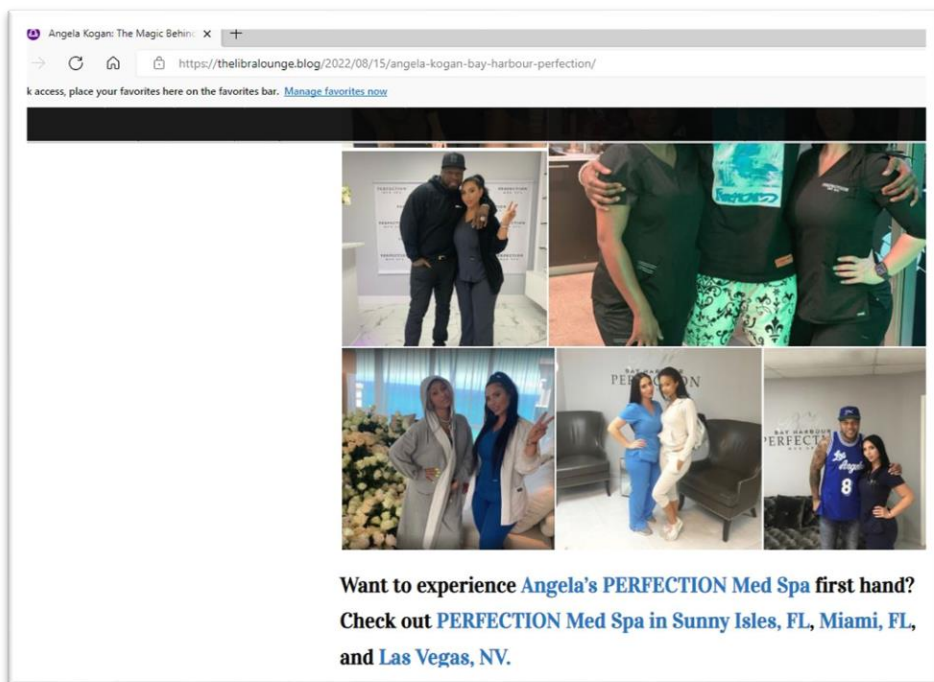 Angela Kogan: The Magic Behin
https://thelibralounge.blog/2022/08/15/angela-kogan-bay-harbour-perfection/
k access, place your favorites here on the favorites bar. Manage favorites now
PERFECTION
BAY HARBOUR
Los
8
Want to experience Angela's PERFECTION Med Spa first hand?
Check out PERFECTION Med Spa in Sunny Isles, FL, Miami, FL,
and Las Vegas, NV.